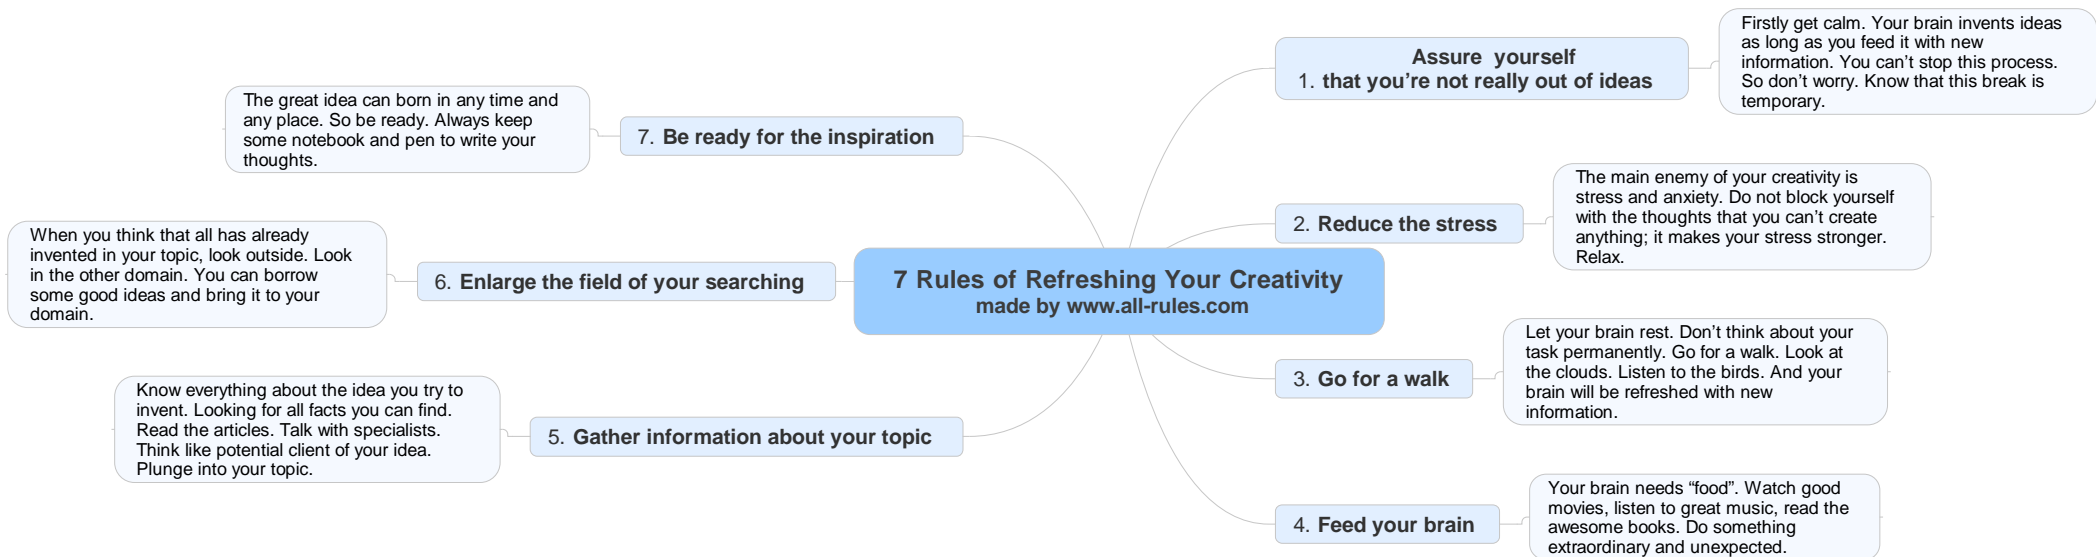 7 Rules of Refreshing Your Creativity
made by www.all-rules.com
Assure yourself
1. that you’re not really out of ideas
Firstly get calm. Your brain invents ideas
as long as you feed it with new
information. You can’t stop this process.
So don’t worry. Know that this break is
temporary.
2. Reduce the stress
The main enemy of your creativity is
stress and anxiety. Do not block yourself
with the thoughts that you can’t create
anything; it makes your stress stronger.
Relax.
3. Go for a walk
Let your brain rest. Don’t think about your
task permanently. Go for a walk. Look at
the clouds. Listen to the birds. And your
brain will be refreshed with new
information.
4. Feed your brain
Your brain needs “food”. Watch good
movies, listen to great music, read the
awesome books. Do something
extraordinary and unexpected.
5. Gather information about your topic
Know everything about the idea you try to
invent. Looking for all facts you can find.
Read the articles. Talk with specialists.
Think like potential client of your idea.
Plunge into your topic.
6. Enlarge the field of your searching
When you think that all has already
invented in your topic, look outside. Look
in the other domain. You can borrow
some good ideas and bring it to your
domain.
7. Be ready for the inspiration
The great idea can born in any time and
any place. So be ready. Always keep
some notebook and pen to write your
thoughts.